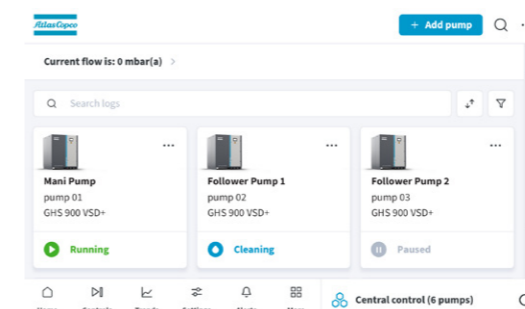 Atlas Copco
+ Add pump
Current flow is: 0 mbar(a) >
Search logs
Mani Pump
pump 01
GHS 900 VSD+
Running
Follower Pump 1
pump 02
GHS 900 VSD+
Cleaning
Follower Pump 2
pump 03
GHS 900 VSD+
Paused
Central control (6 pumps)